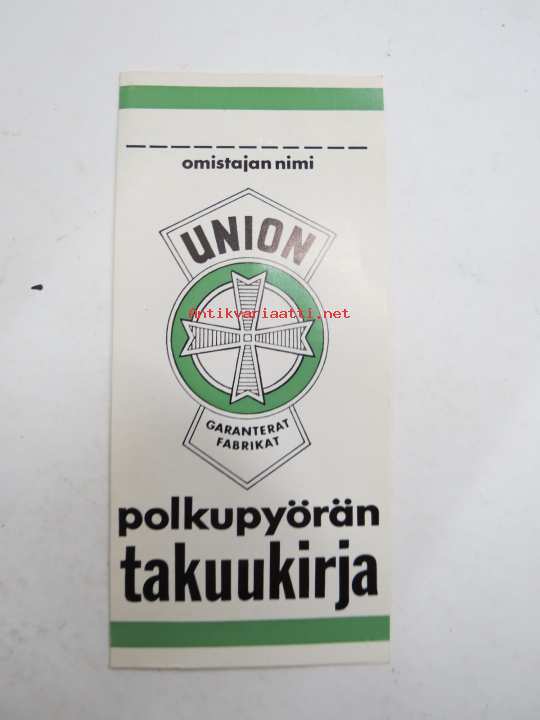 omistajan nimi
UNION
Antikvariaatti.net
GARANTERAT
FABRIKAT
polkupyörän
takuukirja